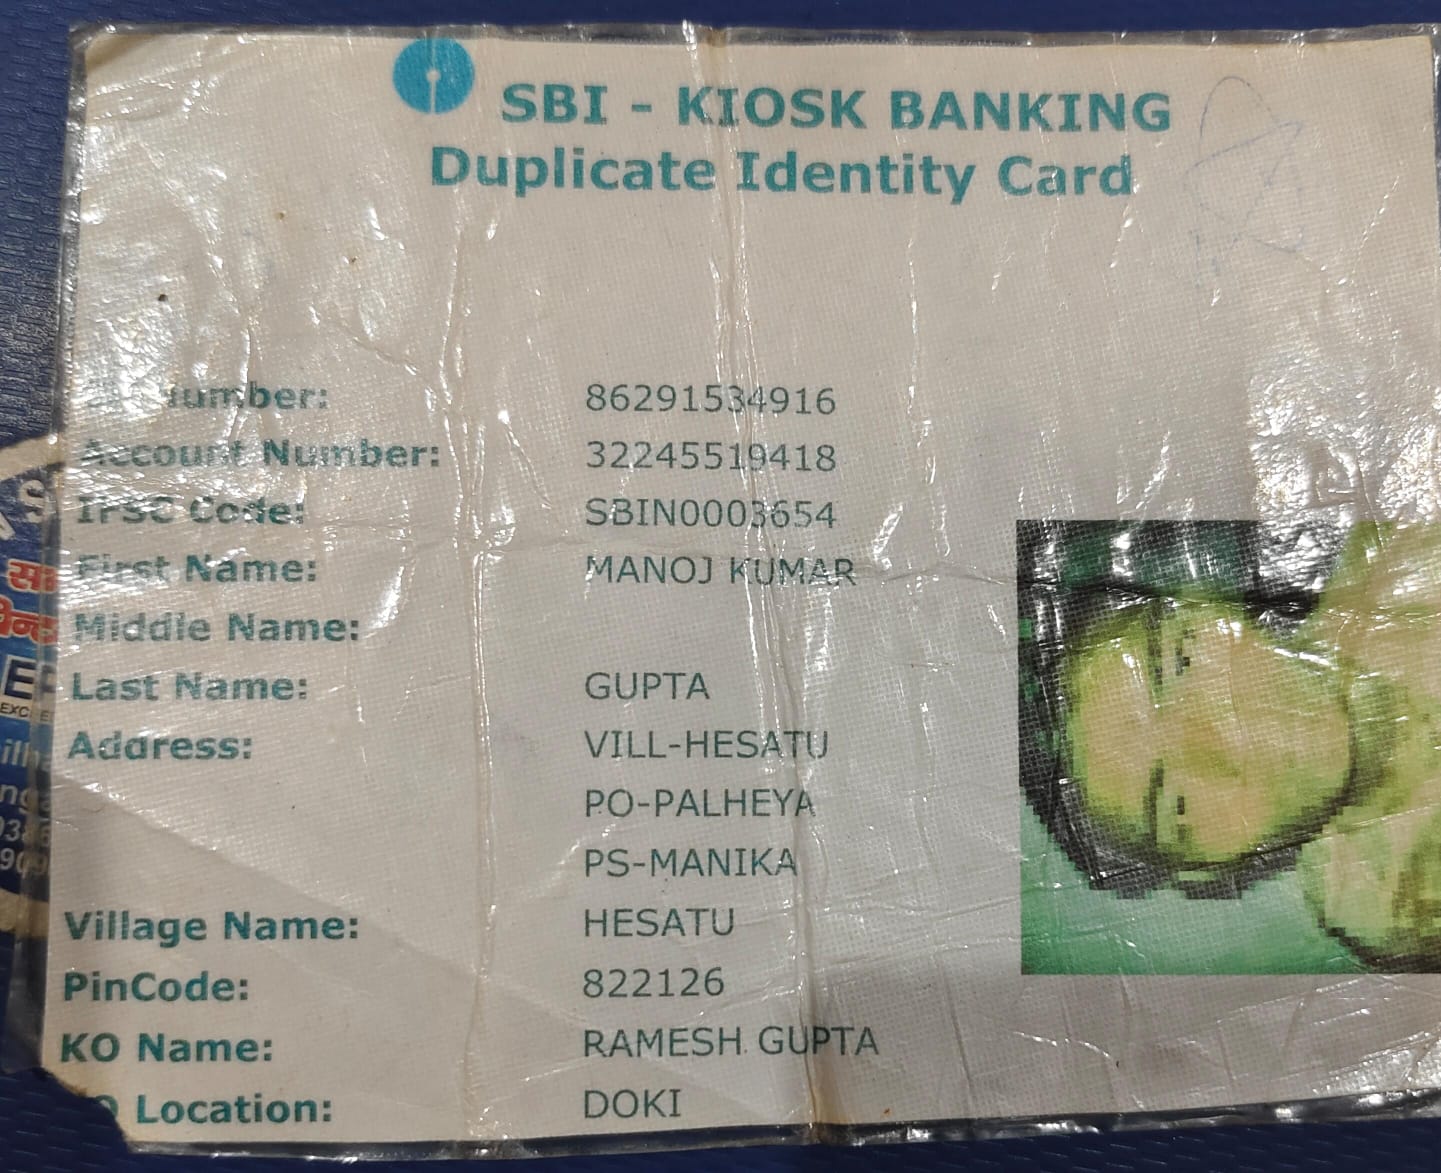 SBI - KIOSK BANKING
Duplicate Identity Card
Number: 86291534916
Account Number: 32245519418
IFSC Code: SBIN0003654
First Name: MANOJ KUMAR
Middle Name:
Last Name: GUPTA
Address: VILL-HESATU
PO-PALHEYA
PS-MANIKA
Village Name: HESATU
PinCode: 822126
KO Name: RAMESH GUPTA
Location: DOKI